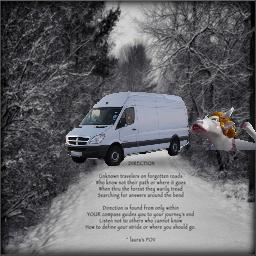 DIRECTION
Unknown travelers on forgotten roads
Who know not their path or where it goes
When thru the forest they warily tread
Searching for answers around the bend
Direction is found from only within
YOUR compass guides you to your journey's end
Listen not to others who cannot know
How to define your stride or where you should go.
~ laura's POV